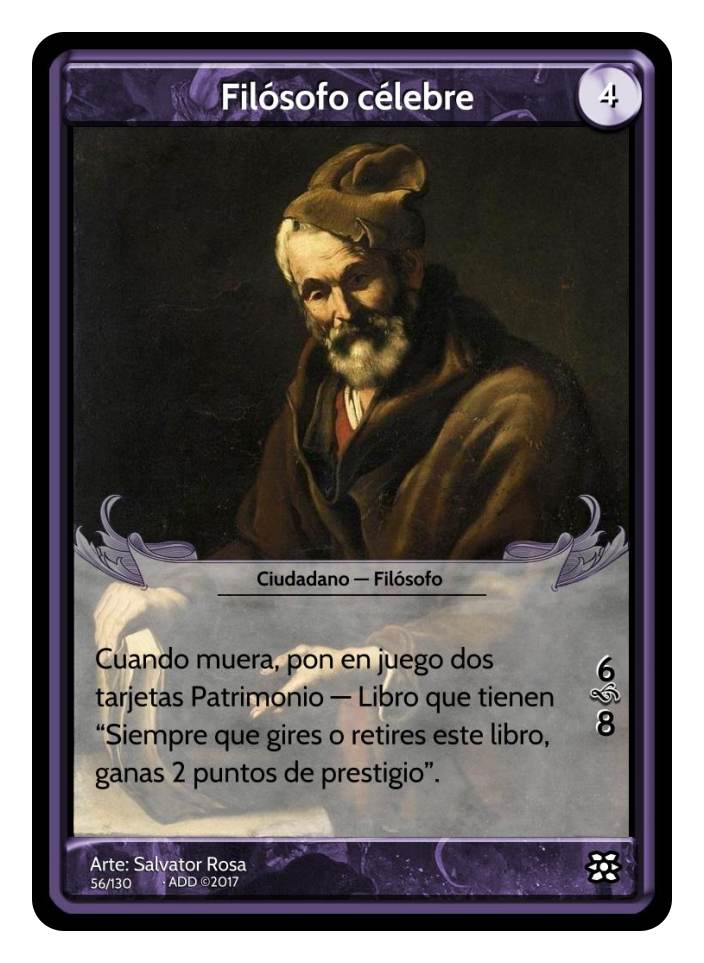 Filósofo célebre
4
Ciudadano — Filósofo
Cuando muera, pon en juego dos
tarjetas Patrimonio — Libro que tienen
“Siempre que gires o retires este libro,
ganas 2 puntos de prestigio”.
6
8
Arte: Salvator Rosa
56/130 · ADD ©2017